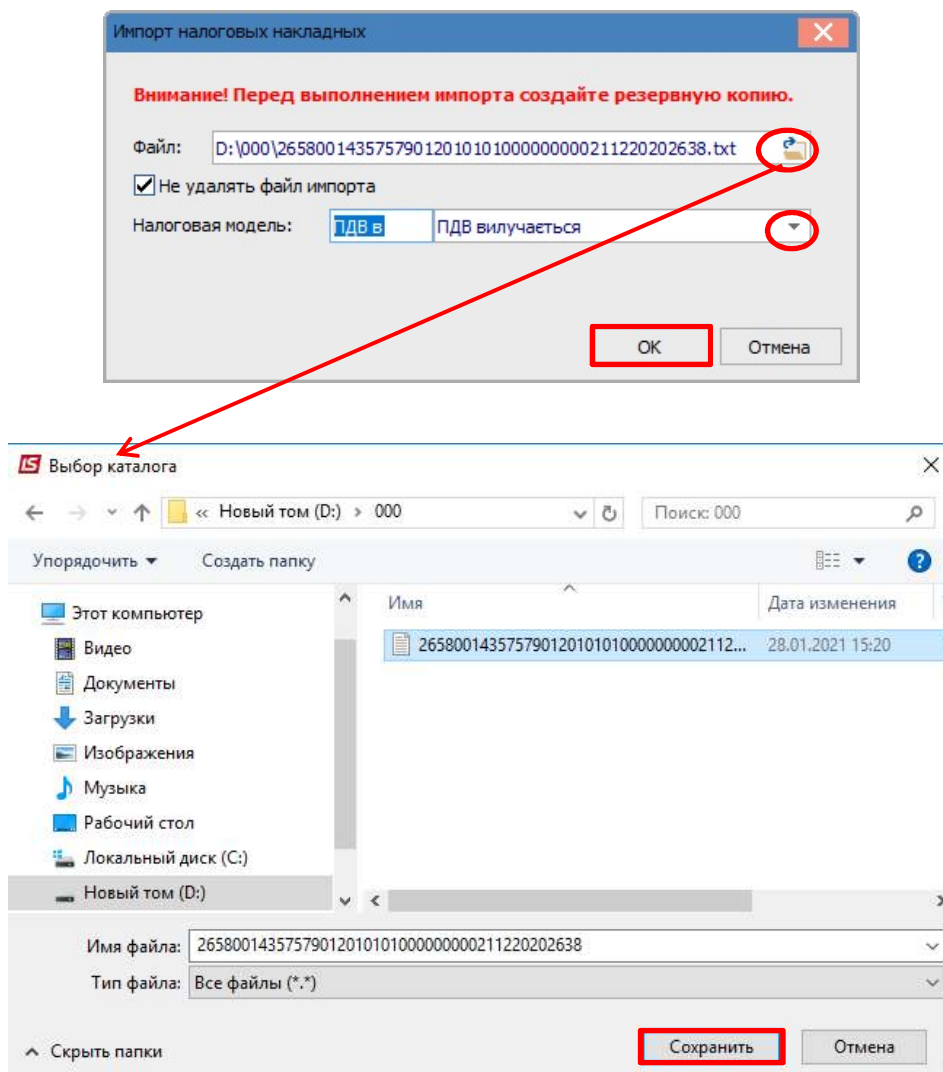 Импорт налоговых накладных
Внимание! Перед выполнением импорта создайте резервную копию.
Файл: D:\000\26580014357579012010101000000000211220202638.txt
Не удалять файл импорта
Налоговая модель: ПДВ в ПДВ вилучається
OK Отмена
Выбор каталога
« Новый том (D:) › 000 Поиск: 000
Упорядочить Создать папку
Имя Дата изменения
Этот компьютер
2658001435757901201010100000000002112... 28.01.2021 15:20
Видео
Документы
Загрузки
Изображения
Музыка
Рабочий стол
Локальный диск (C:)
Новый том (D:)
Имя файла: 26580014357579012010101000000000211220202638
Тип файла: Все файлы (*.*)
Скрыть папки Сохранить Отмена